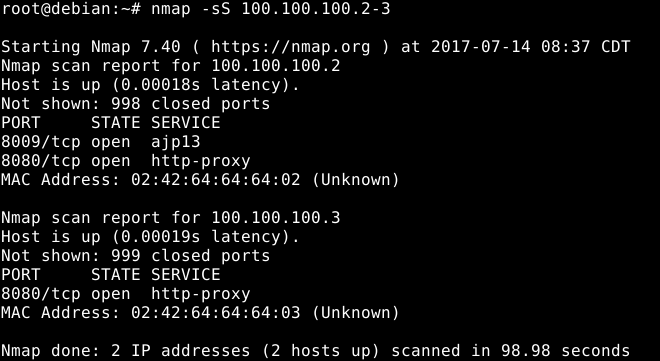 root@debian:~# nmap -sS 100.100.100.2-3
Starting Nmap 7.40 ( https://nmap.org ) at 2017-07-14 08:37 CDT
Nmap scan report for 100.100.100.2
Host is up (0.00018s latency).
Not shown: 998 closed ports
PORT     STATE SERVICE
8009/tcp open  ajp13
8080/tcp open  http-proxy
MAC Address: 02:42:64:64:64:02 (Unknown)
Nmap scan report for 100.100.100.3
Host is up (0.00019s latency).
Not shown: 999 closed ports
PORT     STATE SERVICE
8080/tcp open  http-proxy
MAC Address: 02:42:64:64:64:03 (Unknown)
Nmap done: 2 IP addresses (2 hosts up) scanned in 98.98 seconds